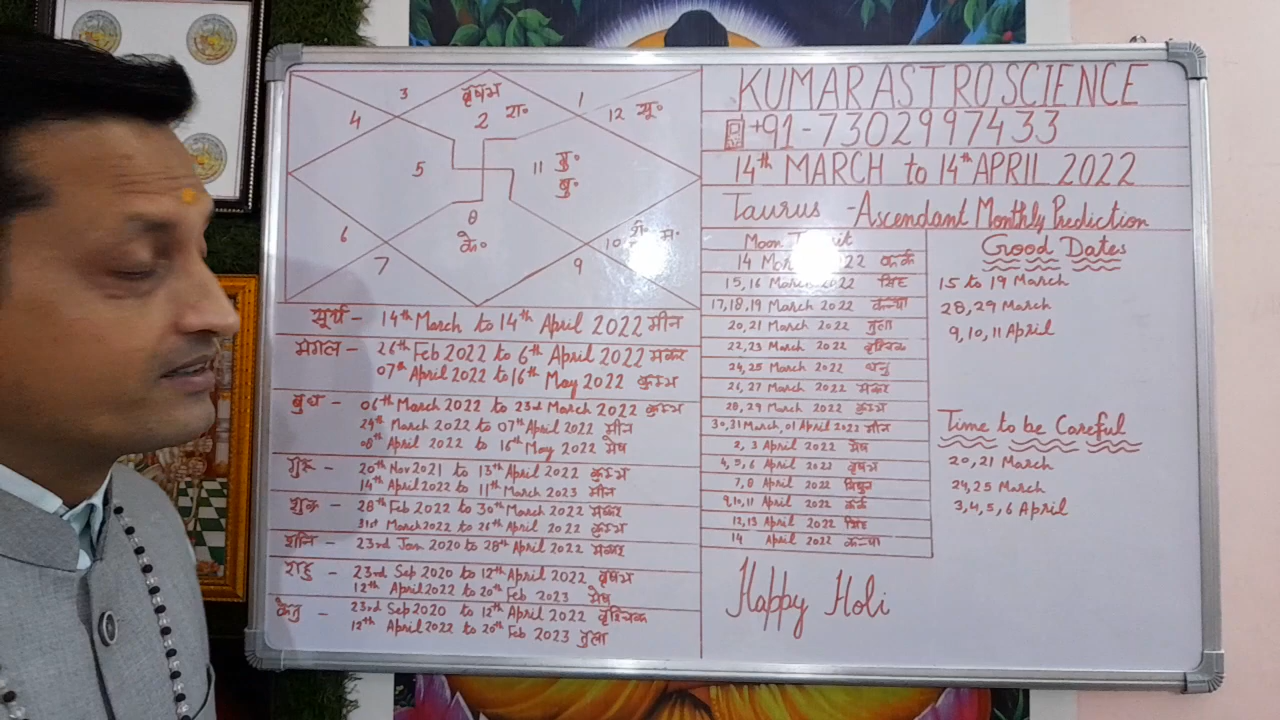 3
वृषभ
1
4
2 रा॰
12 सू॰
5
11 गु॰
बु॰
8
के॰
6
10 श॰ मं॰
7
9
सूर्य - 14th March to 14th April 2022 मीन
मंगल - 26th Feb 2022 to 6th April 2022 मकर
07th April 2022 to 16th May 2022 कुम्भ
बुध - 06th March 2022 to 23rd March 2022 कुम्भ
24th March 2022 to 07th April 2022 मीन
08th April 2022 to 16th May 2022 मेष
गुरू - 20th Nov 2021 to 13th April 2022 कुम्भ
14th April 2022 to 11th March 2023 मीन
शुक्र - 28th Feb 2022 to 30th March 2022 मकर
31st March 2022 to 26th April 2022 कुम्भ
शनि - 23rd Jan 2020 to 28th April 2022 मकर
राहु - 23rd Sep 2020 to 12th April 2022 वृषभ
12th April 2022 to 20th Feb 2023 मेष
केतु - 23rd Sep 2020 to 12th April 2022 वृश्चिक
12th April 2022 to 20th Feb 2023 तुला
KUMAR ASTRO SCIENCE
+91-7302997433
14th MARCH to 14th APRIL 2022
Taurus - Ascendant Monthly Prediction
Moon Transit
14 March 2022 कर्क
15, 16 March 2022 सिंह
17, 18, 19 March 2022 कन्या
20, 21 March 2022 तुला
22, 23 March 2022 वृश्चिक
24, 25 March 2022 धनु
26, 27 March 2022 मकर
28, 29 March 2022 कुम्भ
30, 31 March, 01 April 2022 मीन
2, 3 April 2022 मेष
4, 5, 6 April 2022 वृषभ
7, 8 April 2022 मिथुन
9, 10, 11 April 2022 कर्क
12, 13 April 2022 सिंह
14 April 2022 कन्या
Good Dates
15 to 19 March
28, 29 March
9, 10, 11 April
Time to be Careful
20, 21 March
24, 25 March
3, 4, 5, 6 April
Happy Holi